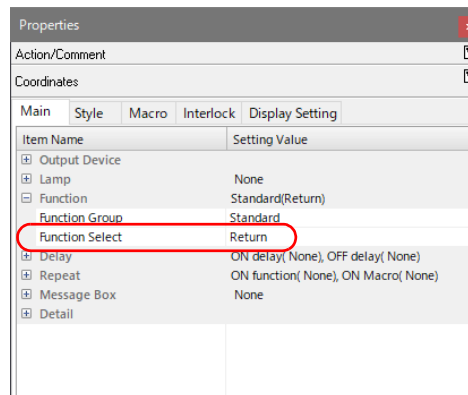 Properties
Action/Comment
Coordinates
Main Style Macro Interlock Display Setting
Item Name Setting Value
Output Device
Lamp None
Function Standard(Return)
Function Group Standard
Function Select Return
Delay ON delay( None), OFF delay( None)
Repeat ON function( None), ON Macro( None)
Message Box None
Detail